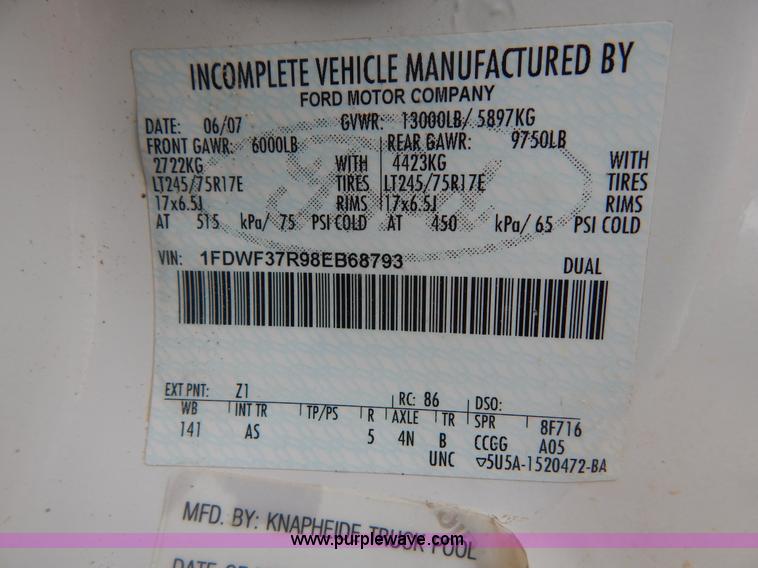 INCOMPLETE VEHICLE MANUFACTURED BY
FORD MOTOR COMPANY
DATE: 06/07 GVWR: 13000LB/ 5897KG
FRONT GAWR: 6000LB REAR GAWR: 9750LB
2722KG WITH 4423KG WITH
LT245/75R17E TIRES LT245/75R17E TIRES
17x6.5J RIMS 17x6.5J RIMS
AT 515 kPa/ 75 PSI COLD AT 450 kPa/ 65 PSI COLD
VIN: 1FDWF37R98EB68793 DUAL
EXT PNT: Z1 RC: 86 DSO:
WB INT TR TP/PS R AXLE TR SPR 8F716
141 AS 5 4N B CCGG A05
UNC ▽5U5A-1520472-BA
MFD. BY: KNAPHEIDE TRUCK POOL
www.purplewave.com